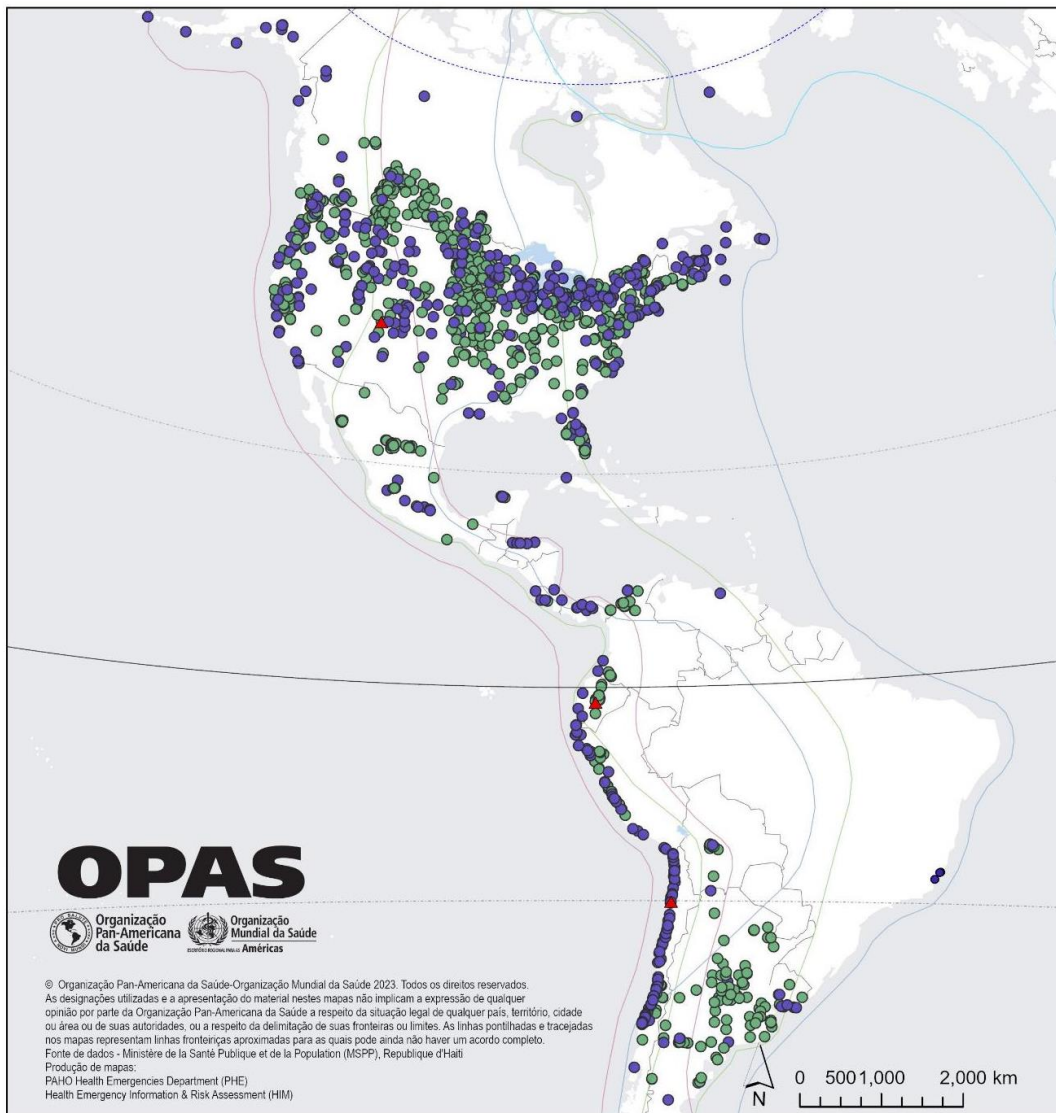 OPAS
Organização
Pan-Americana
da Saúde
Organização
Mundial da Saúde
Américas
© Organização Pan-Americana da Saúde-Organização Mundial da Saúde 2023. Todos os direitos reservados.
As designações utilizadas e a apresentação do material nestes mapas não implicam a expressão de qualquer
opinião por parte da Organização Pan-Americana da Saúde a respeito da situação legal de qualquer país, território, cidade
ou área ou de suas autoridades, ou a respeito da delimitação de suas fronteiras ou limites. As linhas pontilhadas e tracejadas
nos mapas representam linhas fronteiriças aproximadas para as quais pode ainda não haver um acordo completo.
Fonte de dados - Ministère de la Santé Publique et de la Population (MSPP), Republique d'Haiti
Produção de mapas:
PAHO Health Emergencies Department (PHE)
Health Emergency Information & Risk Assessment (HIM)
N
0 500 1,000 2,000 km